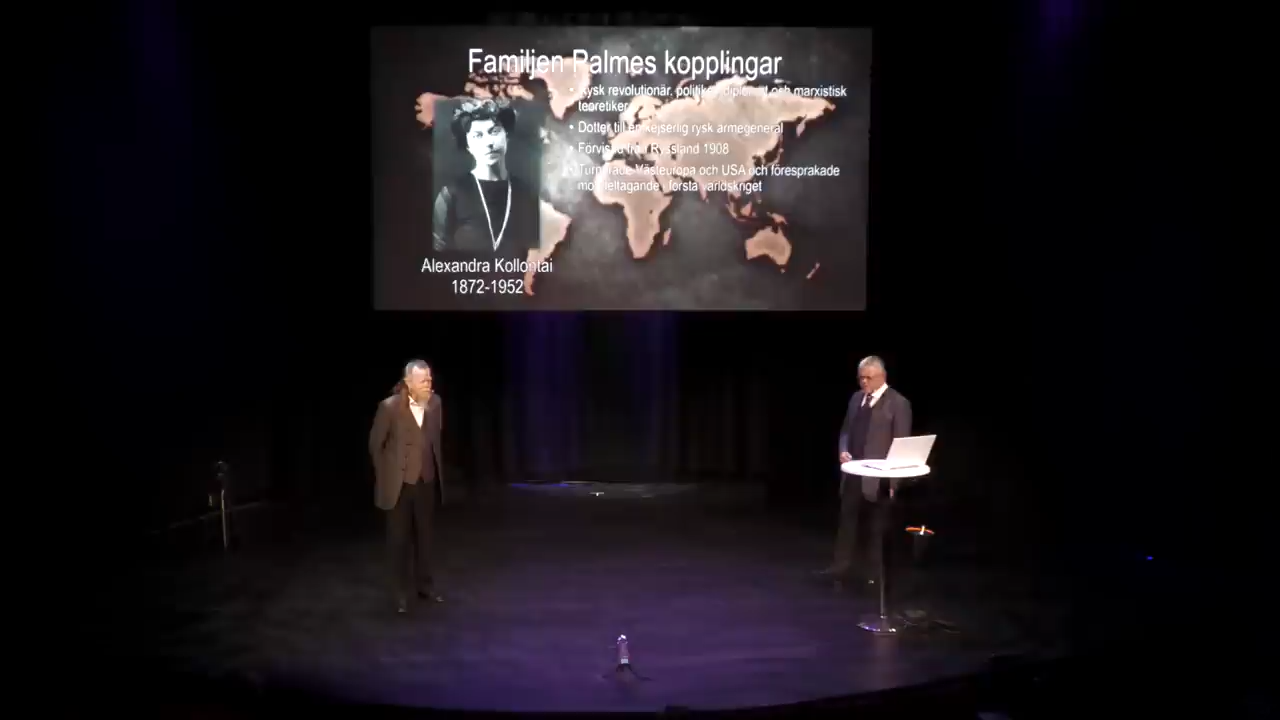 Familjen Palmes kopplingar
• Rysk revolutionär, politiker, diplomat och marxistisk
teoretiker
• Dotter till en kejserlig rysk armégeneral
• Förvisad från Ryssland 1908
• Turnerade Västeuropa och USA och förespråkade
deltagande i första världskriget
Alexandra Kollontai
1872-1952